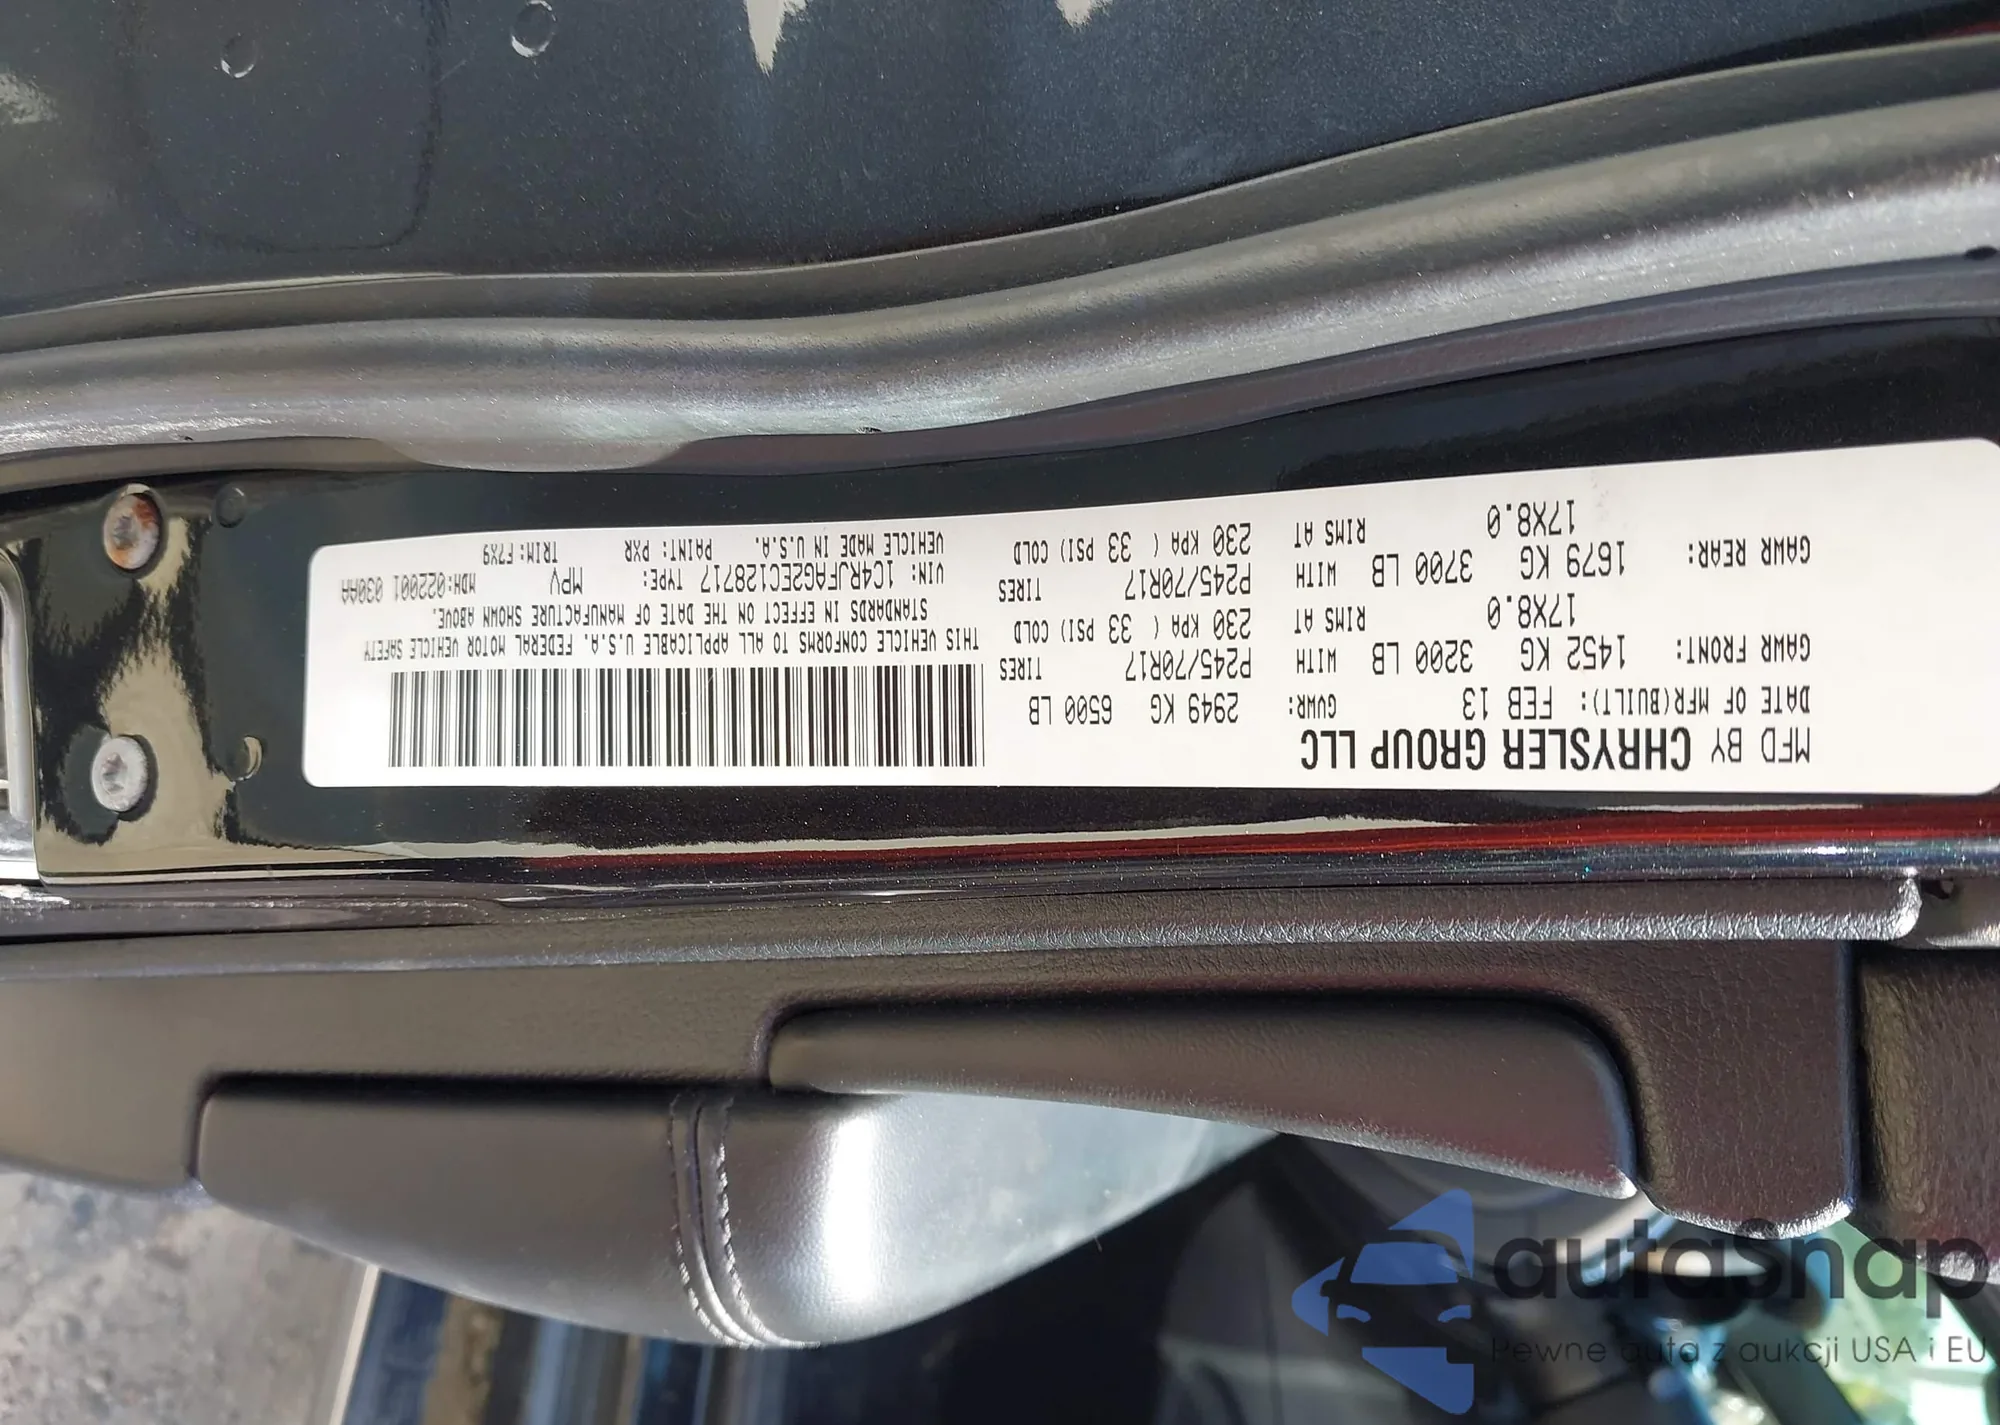 MFD BY CHRYSLER GROUP LLC
DATE OF MFR(BUILT): FEB 13 GVWR: 2949 KG 6500 LB
GAWR FRONT: 1452 KG 3200 LB WITH P245/70R17 TIRES
17X8.0 RIMS AT 230 KPA ( 33 PSI) COLD
GAWR REAR: 1679 KG 3700 LB WITH P245/70R17 TIRES
17X8.0 RIMS AT 230 KPA ( 33 PSI) COLD
THIS VEHICLE CONFORMS TO ALL APPLICABLE U.S.A. FEDERAL MOTOR VEHICLE SAFETY
STANDARDS IN EFFECT ON THE DATE OF MANUFACTURE SHOWN ABOVE.
VIN: 1C4RJFAG2EC128717 TYPE: MPV MDH:022001 030AA
VEHICLE MADE IN U.S.A. PAINT: PXR TRIM:F7X9
autaSnap
Pewne auta z aukcji USA i EU